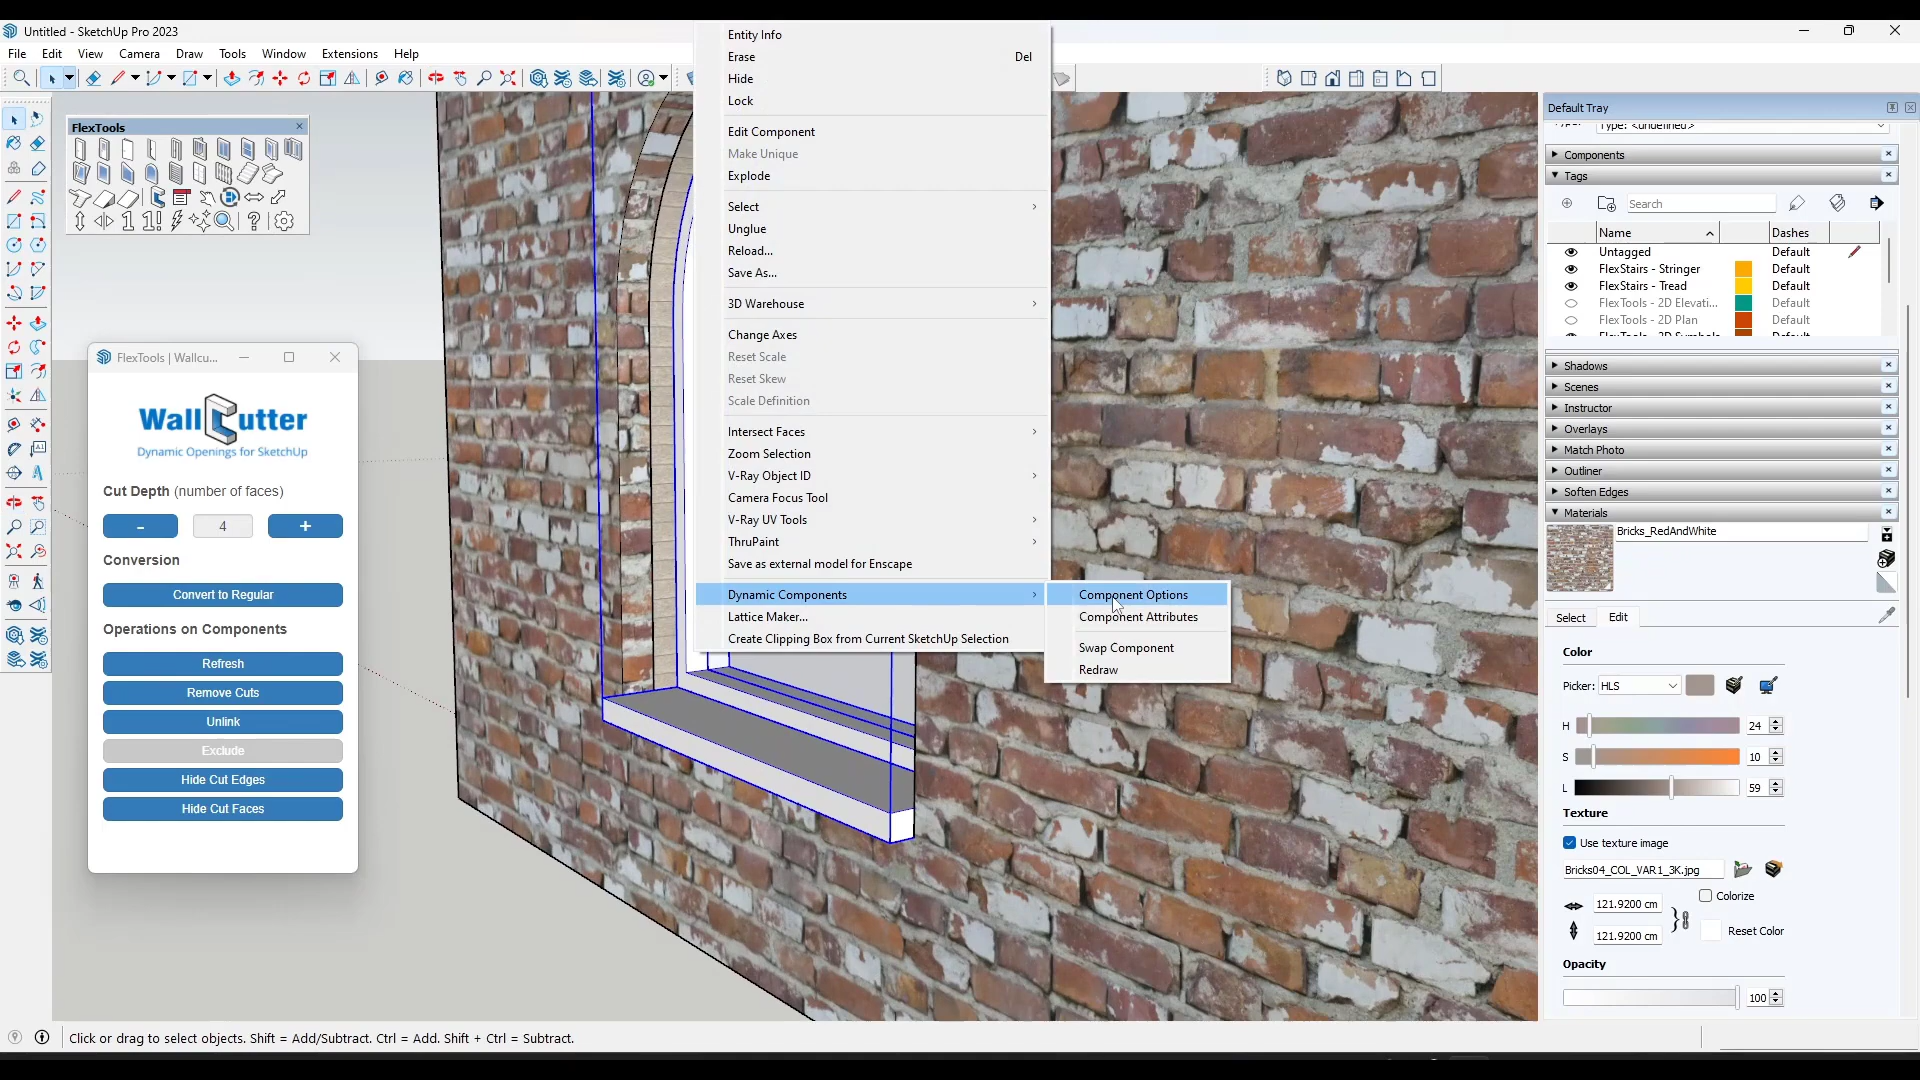 Untitled - SketchUp Pro 2023
File Edit View Camera Draw Tools Window Extensions Help
FlexTools
FlexTools | Wallcu...
WallCutter
Dynamic Openings for SketchUp
Cut Depth (number of faces)
- 4 +
Conversion
Convert to Regular
Operations on Components
Refresh
Remove Cuts
Unlink
Exclude
Hide Cut Edges
Hide Cut Faces
Entity Info
Erase Del
Hide
Lock
Edit Component
Make Unique
Explode
Select
Unglue
Reload...
Save As...
3D Warehouse
Change Axes
Reset Scale
Reset Skew
Scale Definition
Intersect Faces
Zoom Selection
V-Ray Object ID
Camera Focus Tool
V-Ray UV Tools
ThruPaint
Save as external model for Enscape
Dynamic Components
Lattice Maker...
Create Clipping Box from Current SketchUp Selection
Component Options
Component Attributes
Swap Component
Redraw
Default Tray
Type: <undefined>
Components
Tags
Search
Name Dashes
Untagged Default
FlexStairs - Stringer Default
FlexStairs - Tread Default
FlexTools - 2D Elevati... Default
FlexTools - 2D Plan Default
FlexTools - 2D Symbols Default
Shadows
Scenes
Instructor
Overlays
Match Photo
Outliner
Soften Edges
Materials
Bricks_RedAndWhite
Select Edit
Color
Picker: HLS
H 24
S 10
L 59
Texture
Use texture image
Bricks04_COL_VAR1_3K.jpg
121.9200 cm Colorize
121.9200 cm Reset Color
Opacity
100
Click or drag to select objects. Shift = Add/Subtract. Ctrl = Add. Shift + Ctrl = Subtract.